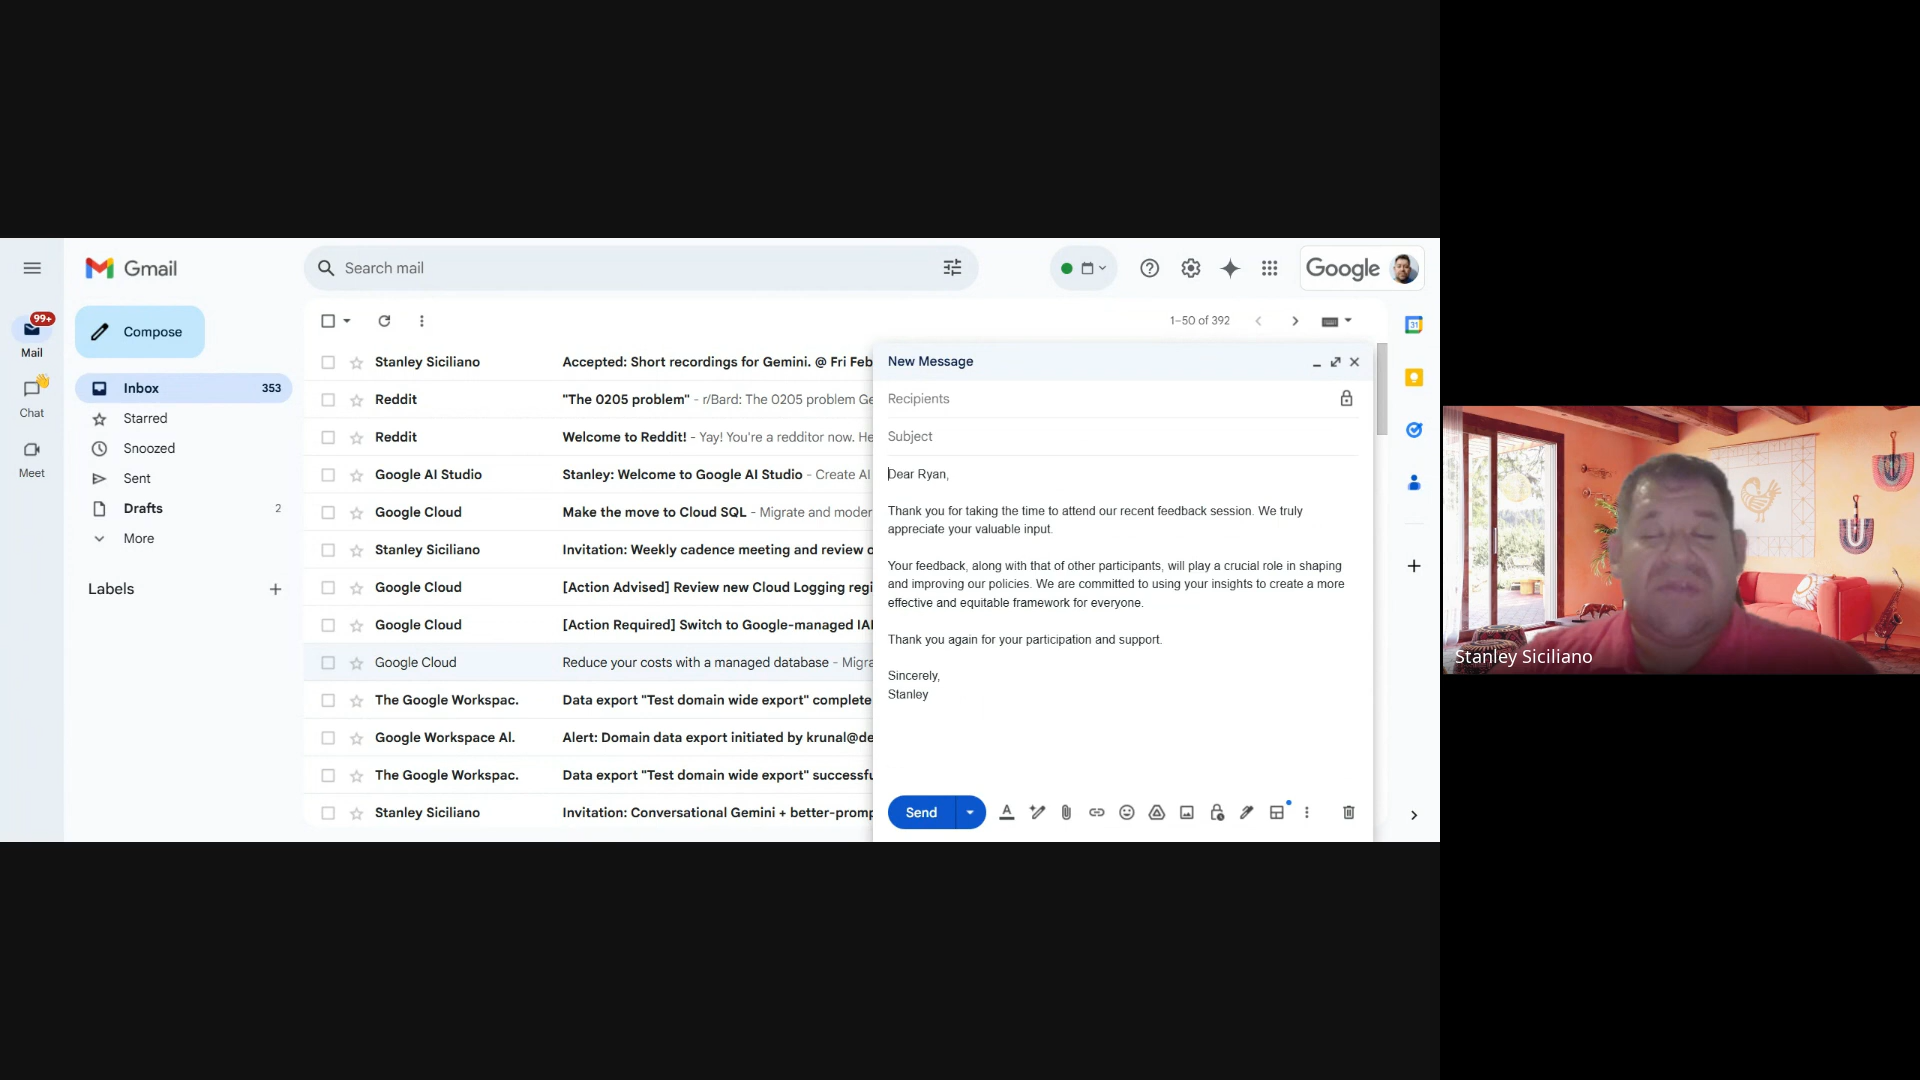 Gmail
Search mail
Google
99+
Mail
Chat
Meet
Compose
Inbox 353
Starred
Snoozed
Sent
Drafts 2
More
Labels
1–50 of 392
Stanley Siciliano Accepted: Short recordings for Gemini. @ Fri Feb
Reddit "The 0205 problem" - r/Bard: The 0205 problem Ge
Reddit Welcome to Reddit! - Yay! You're a redditor now. He
Google AI Studio Stanley: Welcome to Google AI Studio - Create AI
Google Cloud Make the move to Cloud SQL - Migrate and moder
Stanley Siciliano Invitation: Weekly cadence meeting and review o
Google Cloud [Action Advised] Review new Cloud Logging regi
Google Cloud [Action Required] Switch to Google-managed IAI
Google Cloud Reduce your costs with a managed database - Migra
The Google Workspac. Data export "Test domain wide export" complete
Google Workspace Al. Alert: Domain data export initiated by krunal@de
The Google Workspac. Data export "Test domain wide export" successfu
Stanley Siciliano Invitation: Conversational Gemini + better-promp
New Message
Recipients
Subject
Dear Ryan,
Thank you for taking the time to attend our recent feedback session. We truly
appreciate your valuable input.
Your feedback, along with that of other participants, will play a crucial role in shaping
and improving our policies. We are committed to using your insights to create a more
effective and equitable framework for everyone.
Thank you again for your participation and support.
Sincerely,
Stanley
Send
31
Stanley Siciliano